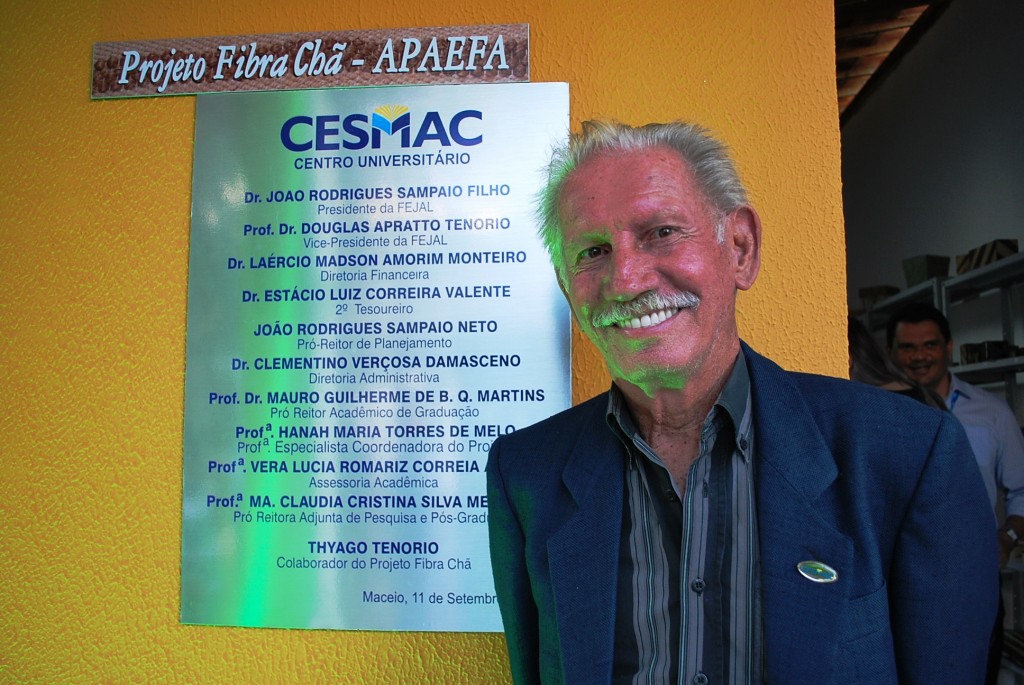 Projeto Fibra Chã - APAEFA
CESMAC
CENTRO UNIVERSITÁRIO
Dr. JOAO RODRIGUES SAMPAIO FILHO
Presidente da FEJAL
Prof. Dr. DOUGLAS APRATTO TENORIO
Vice-Presidente da FEJAL
Dr. LAÉRCIO MADSON AMORIM MONTEIRO
Diretoria Financeira
Dr. ESTÁCIO LUIZ CORREIRA VALENTE
2º Tesoureiro
JOÃO RODRIGUES SAMPAIO NETO
Pró-Reitor de Planejamento
Dr. CLEMENTINO VERÇOSA DAMASCENO
Diretoria Administrativa
Prof. Dr. MAURO GUILHERME DE B. Q. MARTINS
Pró Reitor Acadêmico de Graduação
Profª. HANAH MARIA TORRES DE MELO
Profª. Especialista Coordenadora do
Profª. VERA LUCIA ROMARIZ CORREIA
Assessoria Acadêmica
Prof.ª MA. CLAUDIA CRISTINA SILVA
Pró Reitora Adjunta de Pesquisa e
THYAGO TENORIO
Colaborador do Projeto Fibra Chã
Maceio, 11 de